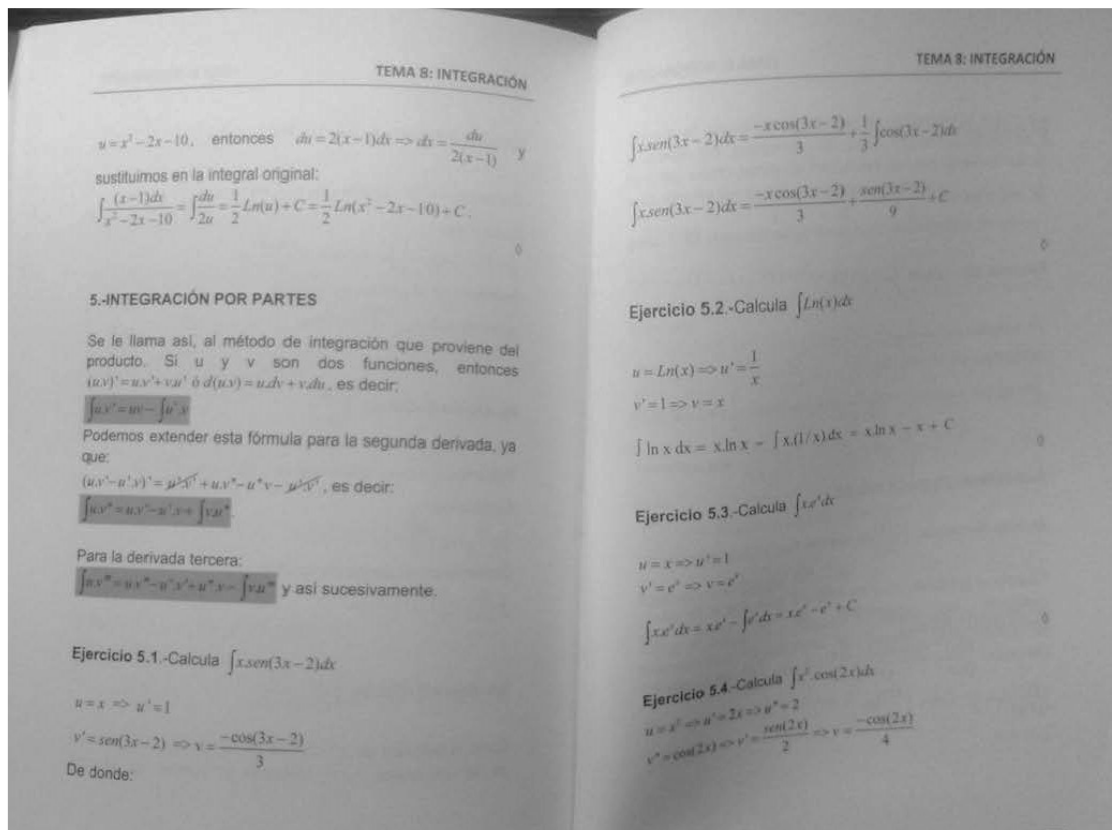 TEMA 8: INTEGRACIÓN
u = x² − 2x − 10, entonces du = 2(x − 1)dx => dx = du/2(x − 1) y
sustituimos en la integral original:
∫(x − 1)dx/x² − 2x − 10 = ∫du/2u = 1/2 Ln(u) + C = 1/2 Ln(x² − 2x − 10) + C.
◊
5.-INTEGRACIÓN POR PARTES
Se le llama así, al método de integración que proviene del
producto. Si u y v son dos funciones, entonces
(u.v)' = u.v' + v.u' ó d(u.v) = u.dv + v.du, es decir:
∫u.v' = uv − ∫u'.v
Podemos extender esta fórmula para la segunda derivada, ya
que:
(u.v' − u'.v)' = u'.v' + u.v'' − u''v − u'.v', es decir:
∫u.v'' = u.v' − u'.v + ∫v.u''.
Para la derivada tercera:
∫u.v''' = u.v'' − u'.v' + u''.v − ∫v.u''' y así sucesivamente.
Ejercicio 5.1.-Calcula ∫x.sen(3x − 2)dx
u = x => u' = 1
v' = sen(3x − 2) => v = −cos(3x − 2)/3
De donde:
TEMA 8: INTEGRACIÓN
∫x.sen(3x − 2)dx = −x cos(3x − 2)/3 + 1/3 ∫cos(3x − 2)dx
∫x.sen(3x − 2)dx = −x cos(3x − 2)/3 + sen(3x − 2)/9 + C
◊
Ejercicio 5.2.-Calcula ∫Ln(x)dx
u = Ln(x) => u' = 1/x
v' = 1 => v = x
∫ ln x dx = x.ln x − ∫ x.(1/x).dx = x.ln x − x + C
◊
Ejercicio 5.3.-Calcula ∫x.eˣdx
u = x => u' = 1
v' = eˣ => v = eˣ
∫x.eˣdx = x.eˣ − ∫eˣdx = x.eˣ − eˣ + C
◊
Ejercicio 5.4.-Calcula ∫x².cos(2x)dx
u = x² => u' = 2x => u'' = 2
v'' = cos(2x) => v' = sen(2x)/2 => v = −cos(2x)/4